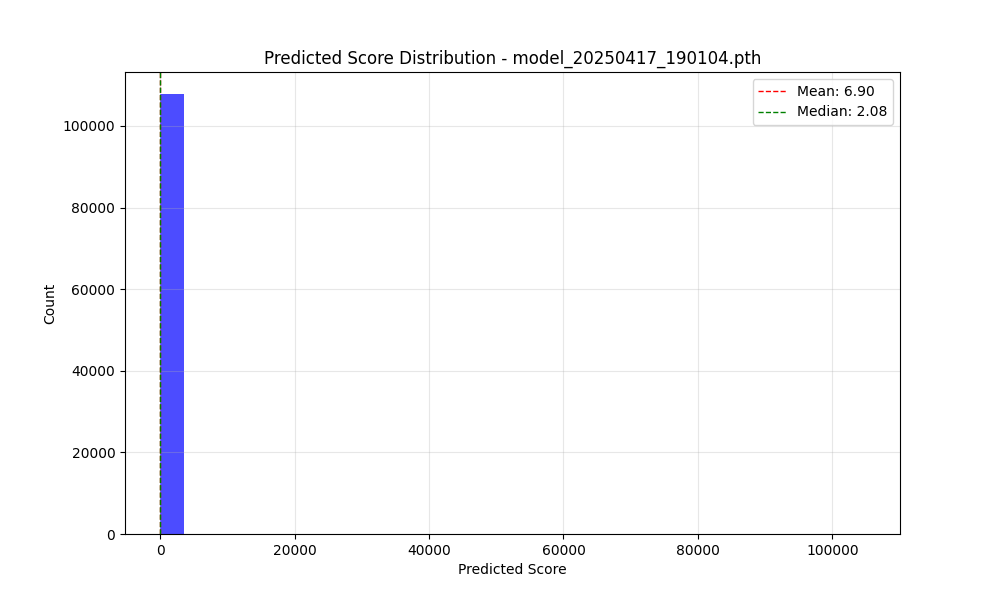 Predicted Score Distribution - model_20250417_190104.pth
Mean: 6.90
Median: 2.08
100000
80000
60000
40000
20000
0
Count
0 20000 40000 60000 80000 100000
Predicted Score